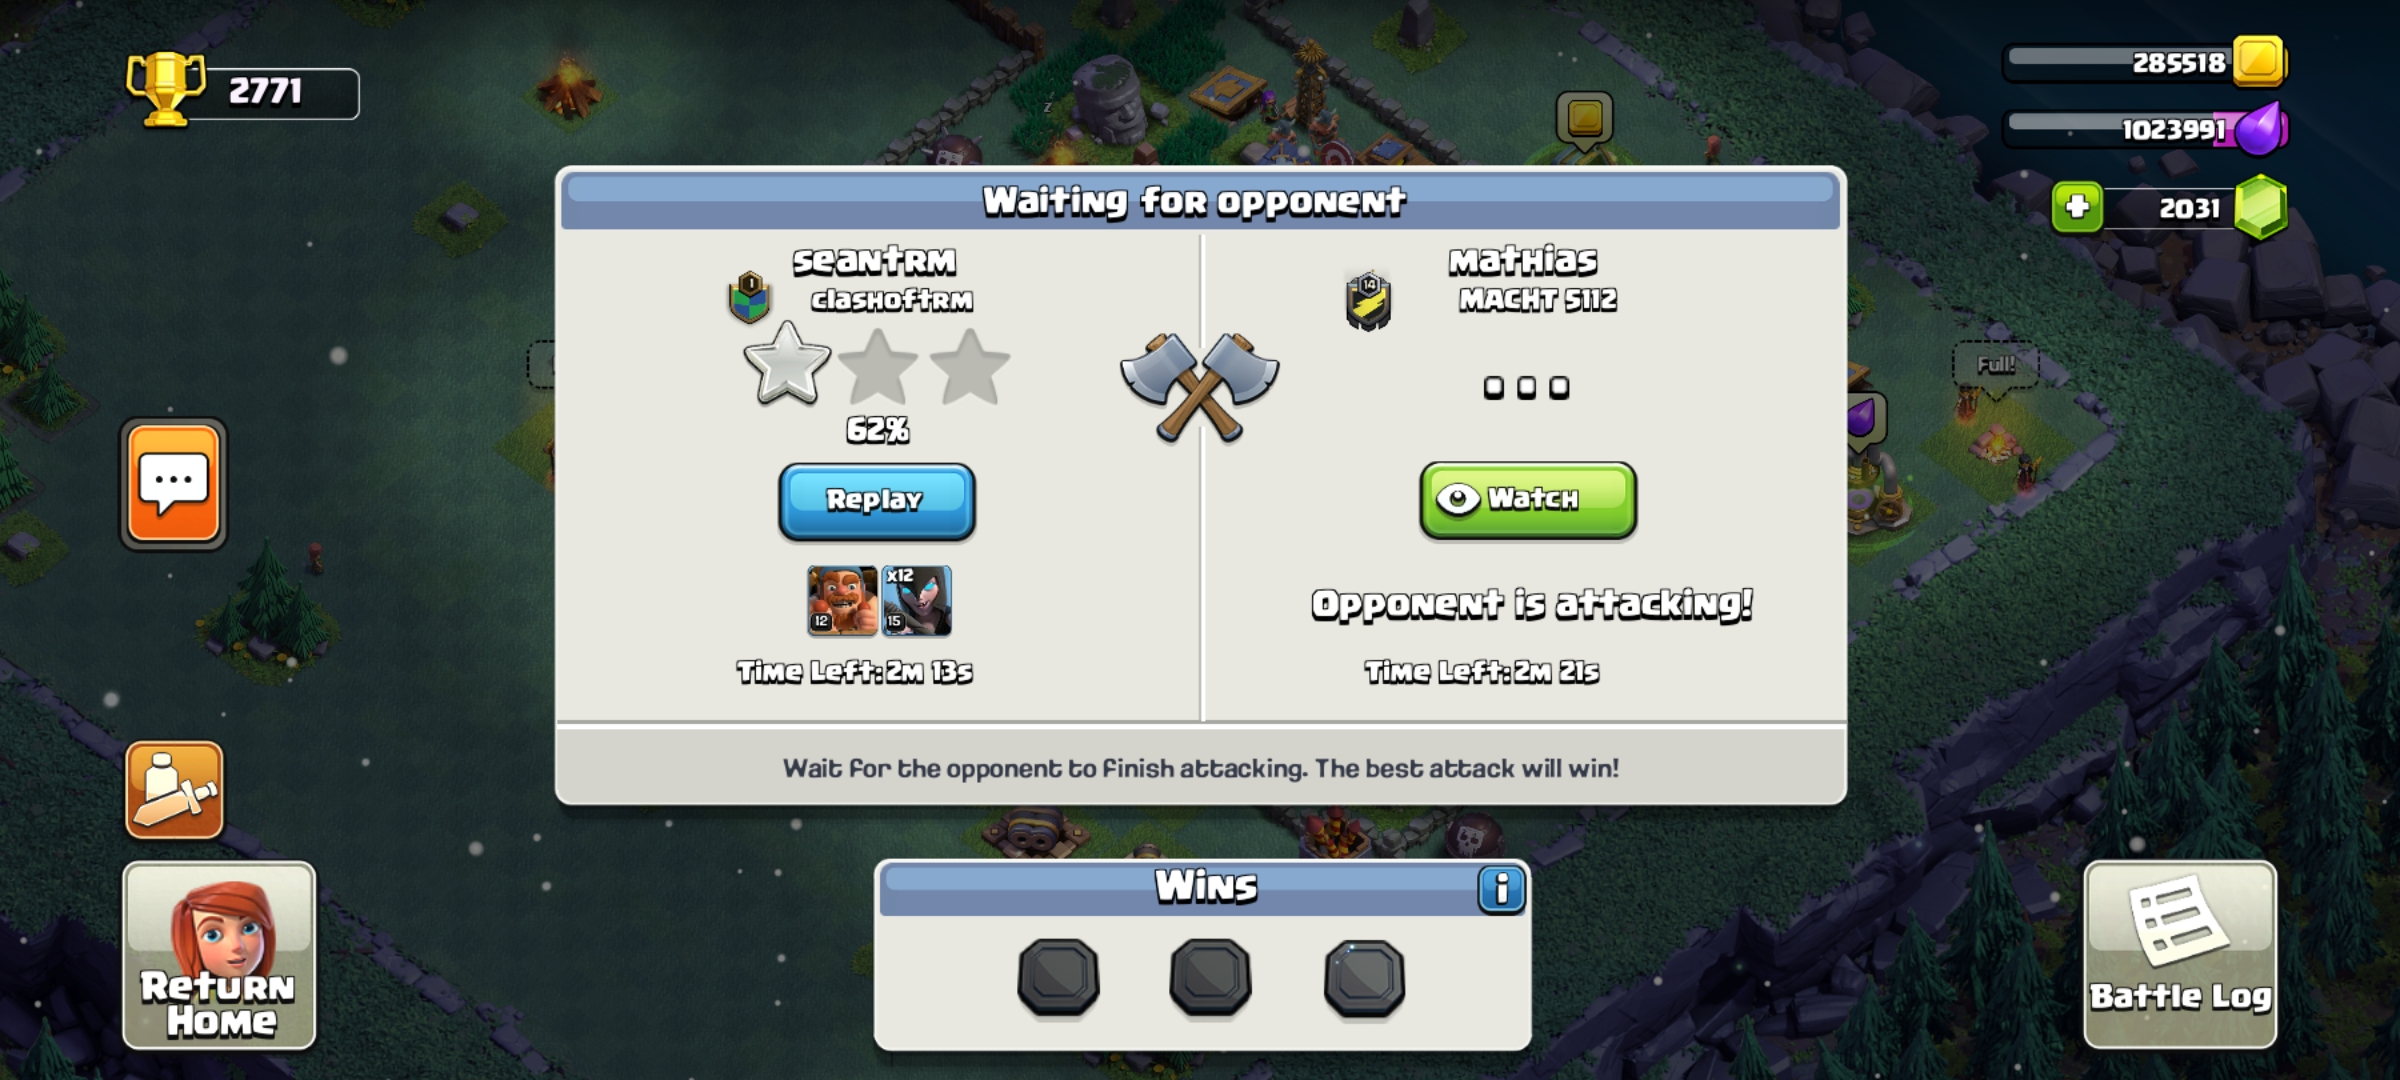 2771
285518
1023991
2031
Waiting for opponent
seantrm
1
clashoftrm
62%
Replay
x12
12
15
Time Left:2m 13s
Mathias
14
MACHT 5112
Watch
Opponent is attacking!
Time Left:2m 21s
Full!
z
Wait for the opponent to finish attacking. The best attack will win!
Wins
i
Return
Home
Battle Log